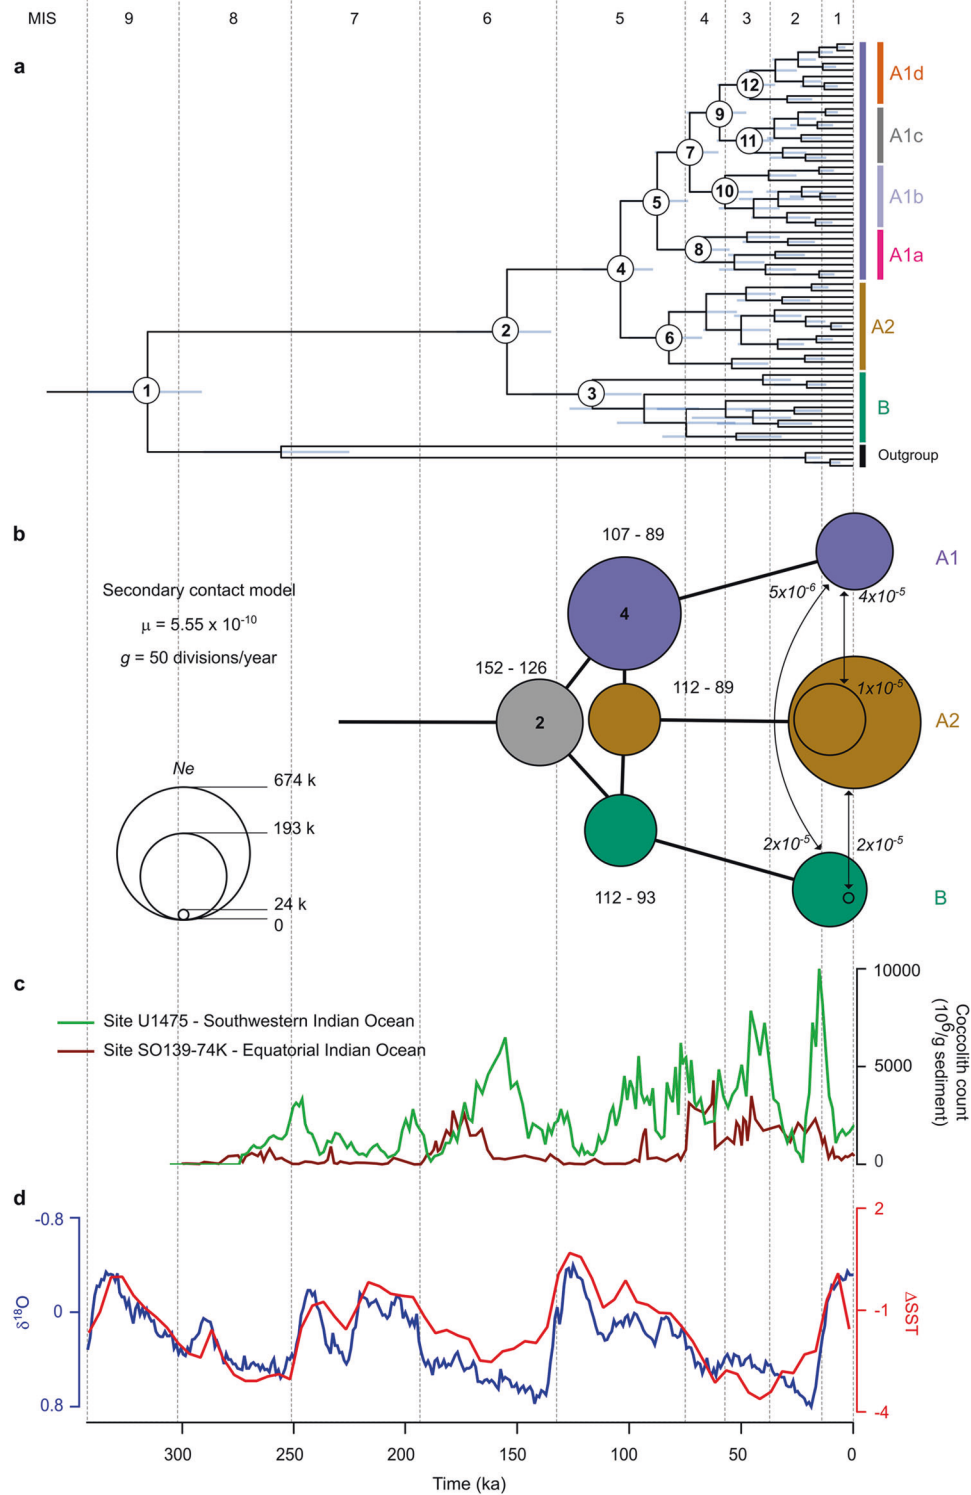 MIS 9 8 7 6 5 4 3 2 1
a
A1d
12
9
11
A1c
7
10
A1b
5
8
A1a
4
2
6
A2
1
3
B
Outgroup
b
107 - 89
A1
Secondary contact model
5x10⁻⁶ 4x10⁻⁵
μ = 5.55 x 10⁻¹⁰
4
g = 50 divisions/year
152 - 126
112 - 89
1x10⁻⁵
2
A2
Ne
674 k
193 k
2x10⁻⁵ 2x10⁻⁵
24 k
0
112 - 93
B
c
10000
Site U1475 - Southwestern Indian Ocean
Site SO139-74K - Equatorial Indian Ocean
5000
0
Coccolith count
(10⁶/g sediment)
d
-0.8
0
0.8
δ¹⁸O
2
-1
-4
ΔSST
300 250 200 150 100 50 0
Time (ka)